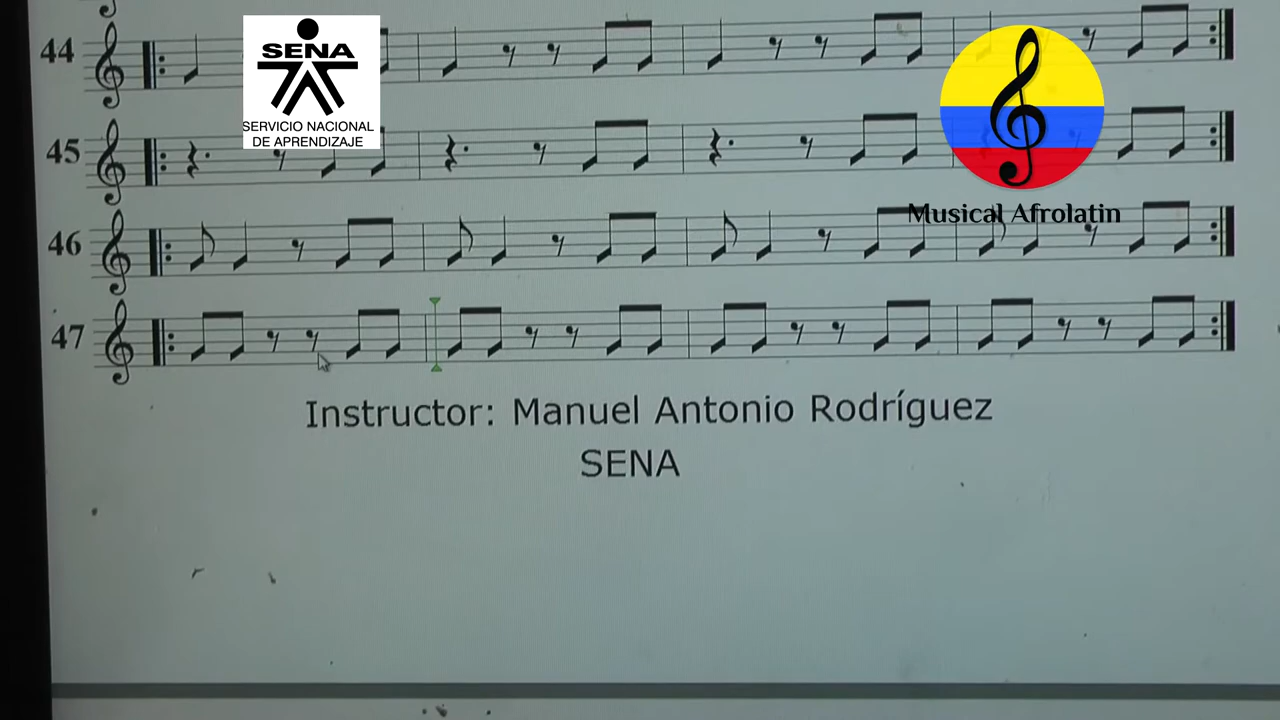 44
SENA
SERVICIO NACIONAL
DE APRENDIZAJE
45
Musical Afrolatin
46
47
Instructor: Manuel Antonio Rodríguez
SENA